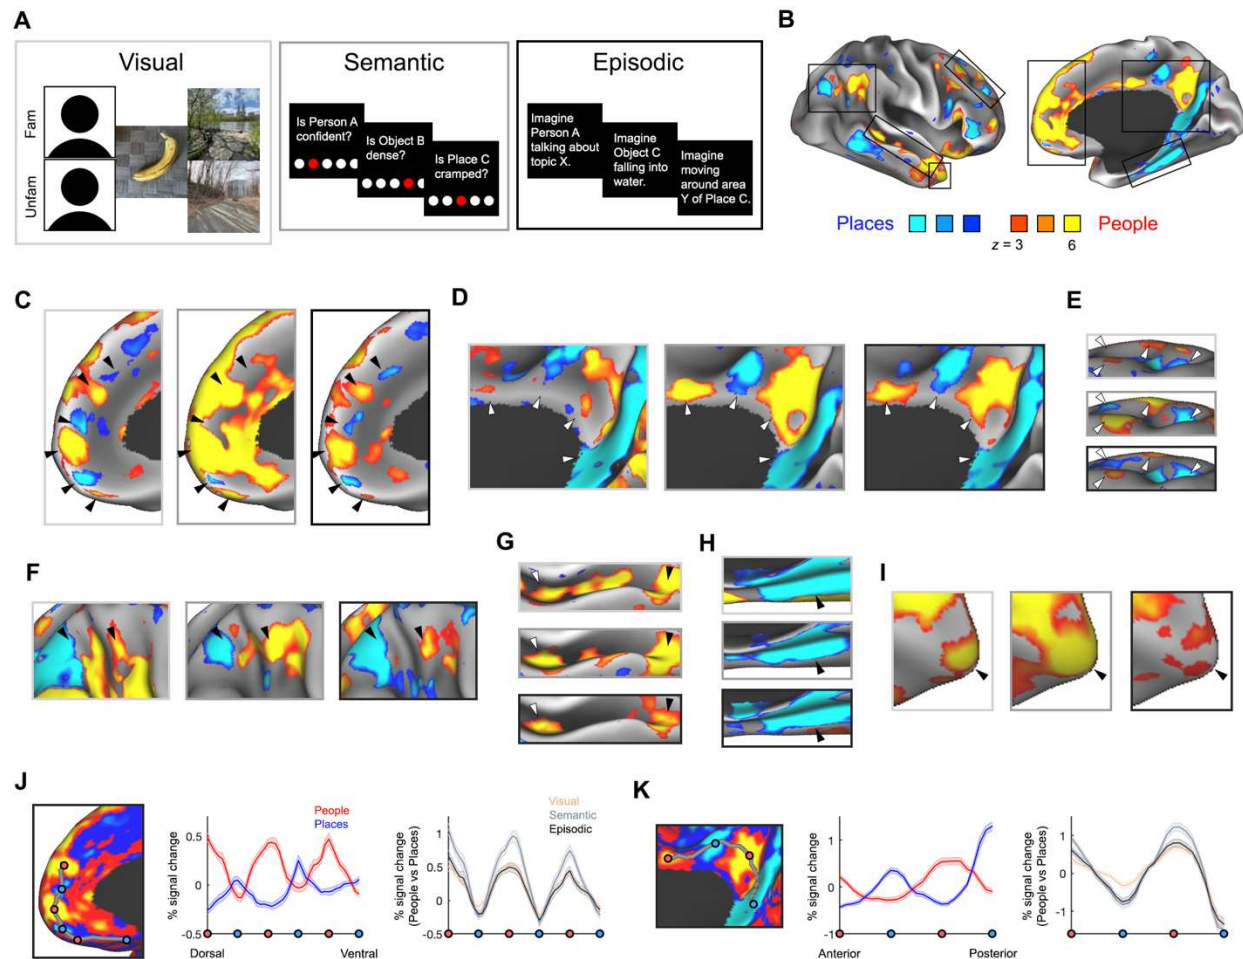 A
Visual
Fam
Unfam
Semantic
Is Person A
confident?
Is Object B
dense?
Is Place C
cramped?
Episodic
Imagine
Person A
talking about
topic X.
Imagine
Object C
falling into
water.
Imagine
moving
around area
Y of Place C.
B
Places
People
z = 3
6
C
D
E
F
G
H
I
J
% signal change
0.5
0
-0.5
People
Places
Dorsal
Ventral
% signal change
(People vs Places)
1
0.5
0
-0.5
Visual
Semantic
Episodic
K
% signal change
1
0
-1
Anterior
Posterior
% signal change
(People vs Places)
1
0
-1